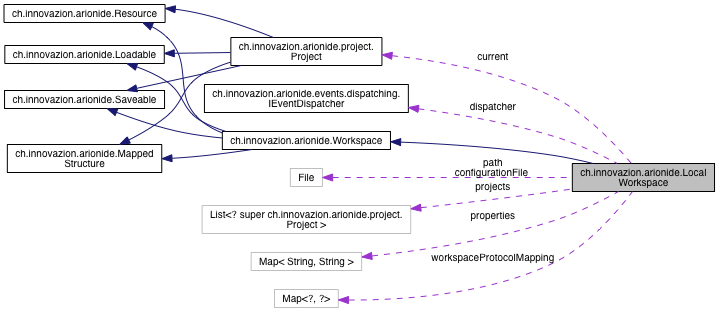 ch.innovazion.arionide.Resource
ch.innovazion.arionide.Loadable
ch.innovazion.arionide.Saveable
ch.innovazion.arionide.Mapped
Structure
ch.innovazion.arionide.project.
Project
ch.innovazion.arionide.events.dispatching.
IEventDispatcher
ch.innovazion.arionide.Workspace
File
List<? super ch.innovazion.arionide.project.
Project >
Map< String, String >
Map<?, ?>
current
dispatcher
path
configurationFile
projects
properties
workspaceProtocolMapping
ch.innovazion.arionide.Local
Workspace